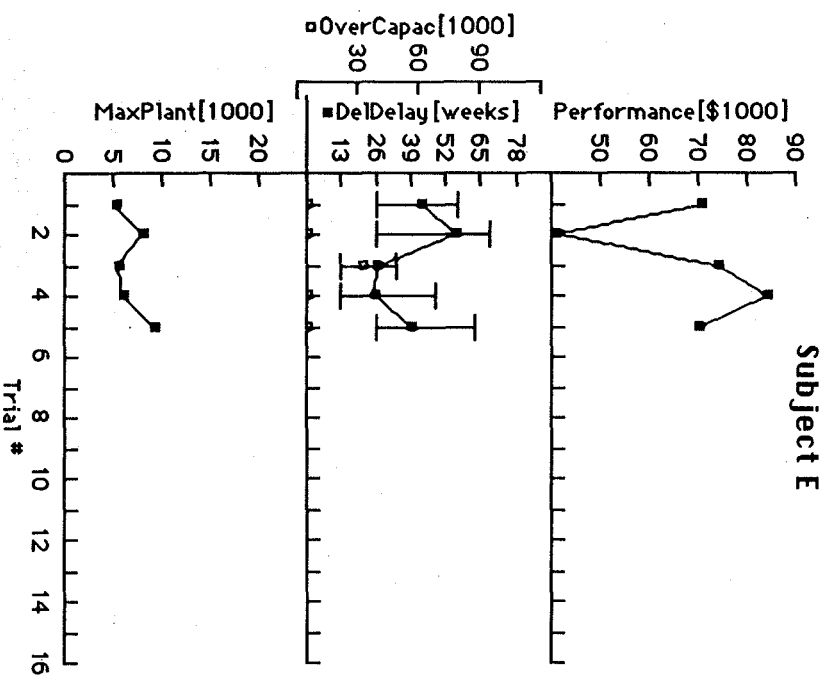 Subject E
Performance[$1000]
50 60 70 80 90
▫OverCapac[1000]
30 60 90
▪DelDelay[weeks]
13 26 39 52 65 78
MaxPlant[1000]
0 5 10 15 20
2 4 6 8 10 12 14 16
Trial #